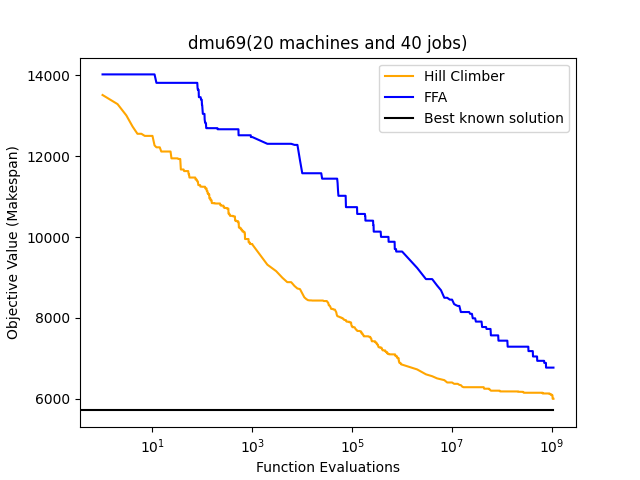 dmu69(20 machines and 40 jobs)
Hill Climber
FFA
Best known solution
Objective Value (Makespan)
14000
12000
10000
8000
6000
10^1 10^3 10^5 10^7 10^9
Function Evaluations